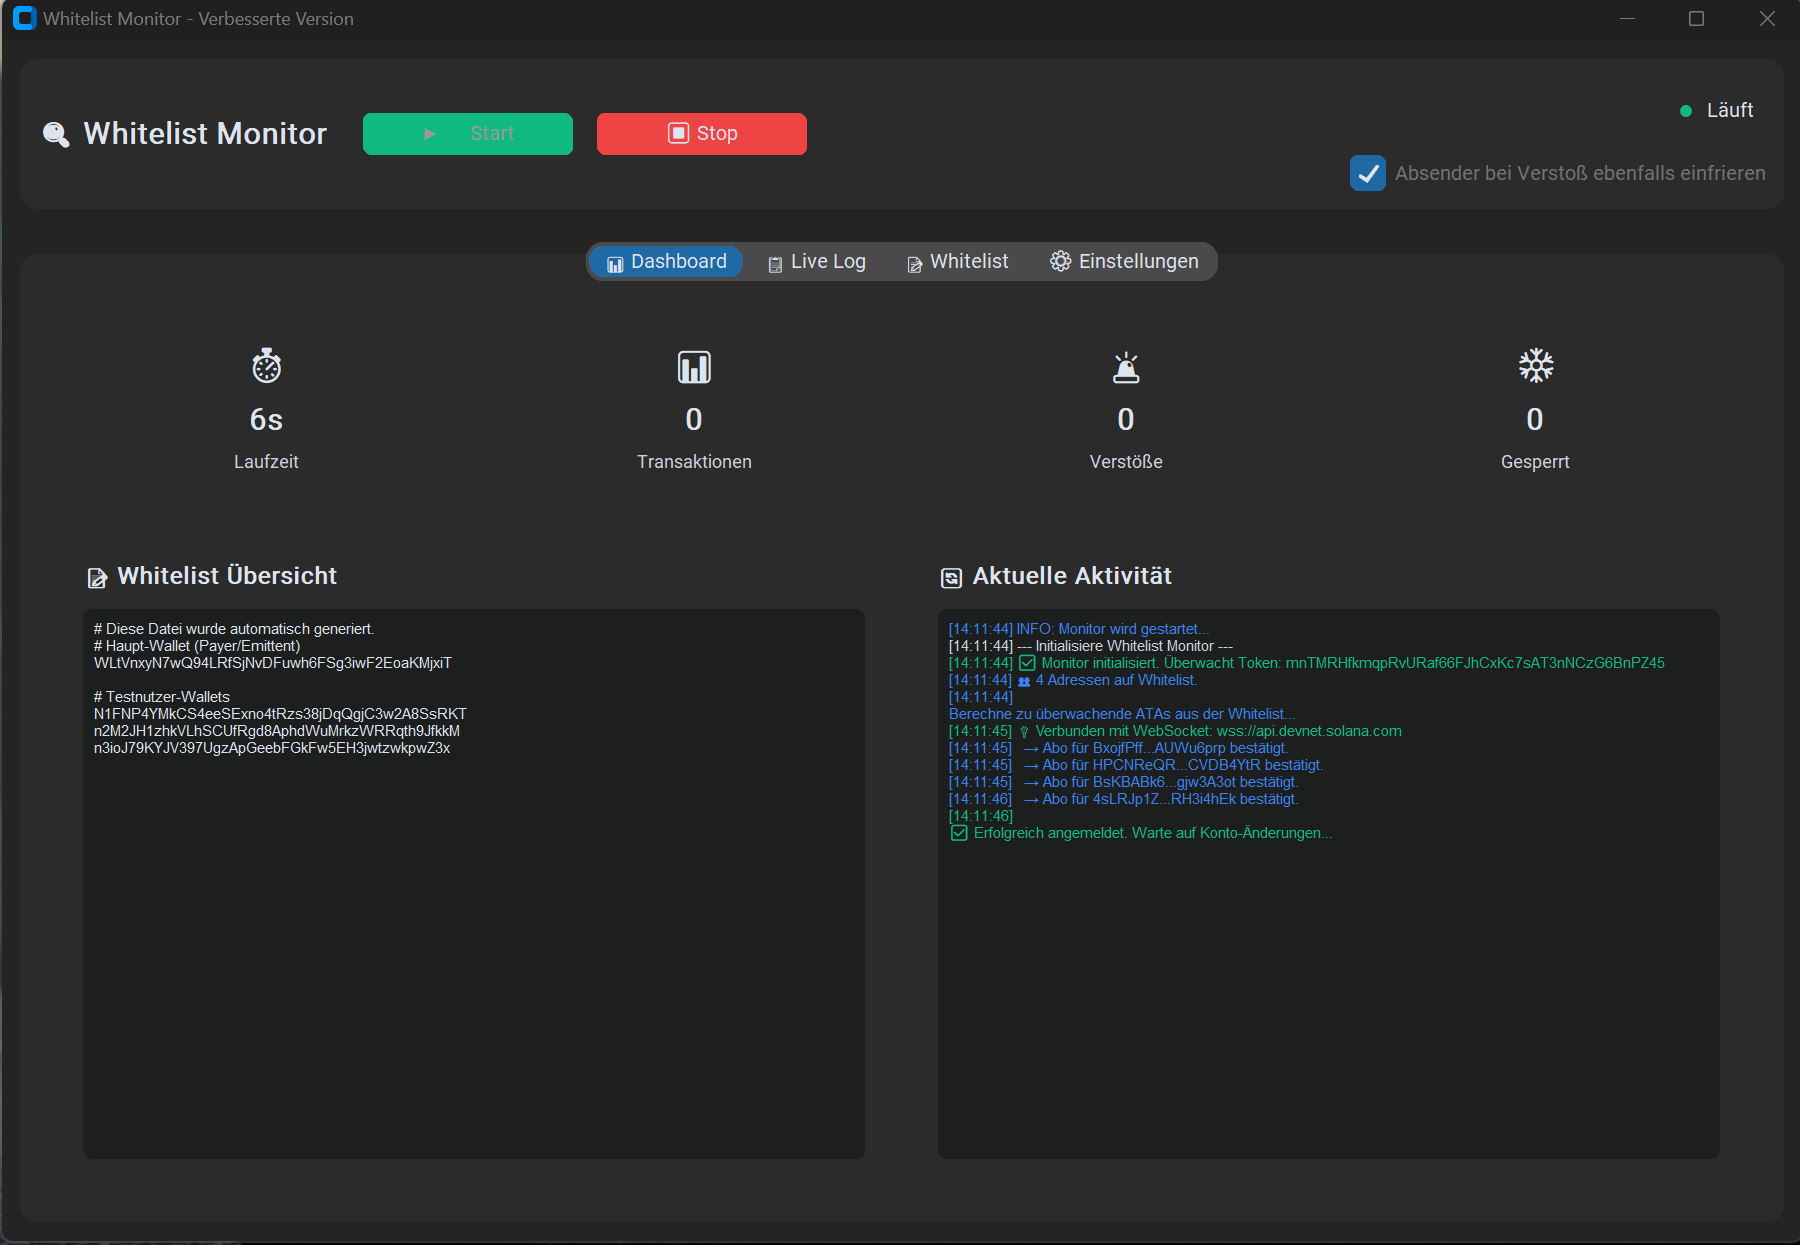 Whitelist Monitor - Verbesserte Version
Whitelist Monitor
Start
Stop
Läuft
Absender bei Verstoß ebenfalls einfrieren
Dashboard
Live Log
Whitelist
Einstellungen
6s
Laufzeit
0
Transaktionen
0
Verstöße
0
Gesperrt
Whitelist Übersicht
# Diese Datei wurde automatisch generiert.
# Haupt-Wallet (Payer/Emittent)
WLtVnxyN7wQ94LRfSjNvDFuwh6FSg3iwF2EoaKMjxiT
# Testnutzer-Wallets
N1FNP4YMkCS4eeSExno4tRzs38jDqQgjC3w2A8SsRKT
n2M2JH1zhkVLhSCUfRgd8AphdWuMrkzWRRqth9JfkkM
n3ioJ79KYJV397UgzApGeebFGkFw5EH3jwtzwkpwZ3x
Aktuelle Aktivität
[14:11:44] INFO: Monitor wird gestartet...
[14:11:44] --- Initialisiere Whitelist Monitor ---
[14:11:44] ✅ Monitor initialisiert. Überwacht Token: mnTMRHfkmqpRvURaf66FJhCxKc7sAT3nNCzG6BnPZ45
[14:11:44] 👥 4 Adressen auf Whitelist.
[14:11:44]
Berechne zu überwachende ATAs aus der Whitelist...
[14:11:45] Verbunden mit WebSocket: wss://api.devnet.solana.com
[14:11:45] → Abo für BxojfPff...AUWu6prp bestätigt.
[14:11:45] → Abo für HPCNReQR...CVDB4YtR bestätigt.
[14:11:45] → Abo für BsKBABk6...gjw3A3ot bestätigt.
[14:11:46] → Abo für 4sLRJp1Z...RH3i4hEk bestätigt.
[14:11:46]
✅ Erfolgreich angemeldet. Warte auf Konto-Änderungen...